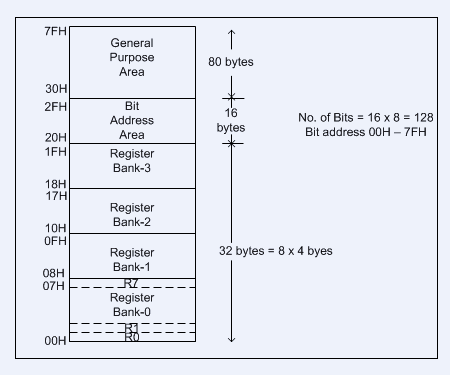 7FH
General
Purpose
Area
80 bytes
30H
2FH
Bit
Address
Area
16
bytes
No. of Bits = 16 x 8 = 128
Bit address 00H – 7FH
20H
1FH
Register
Bank-3
18H
17H
Register
Bank-2
10H
0FH
Register
Bank-1
32 bytes = 8 x 4 byes
08H
R7
07H
Register
Bank-0
R1
R0
00H